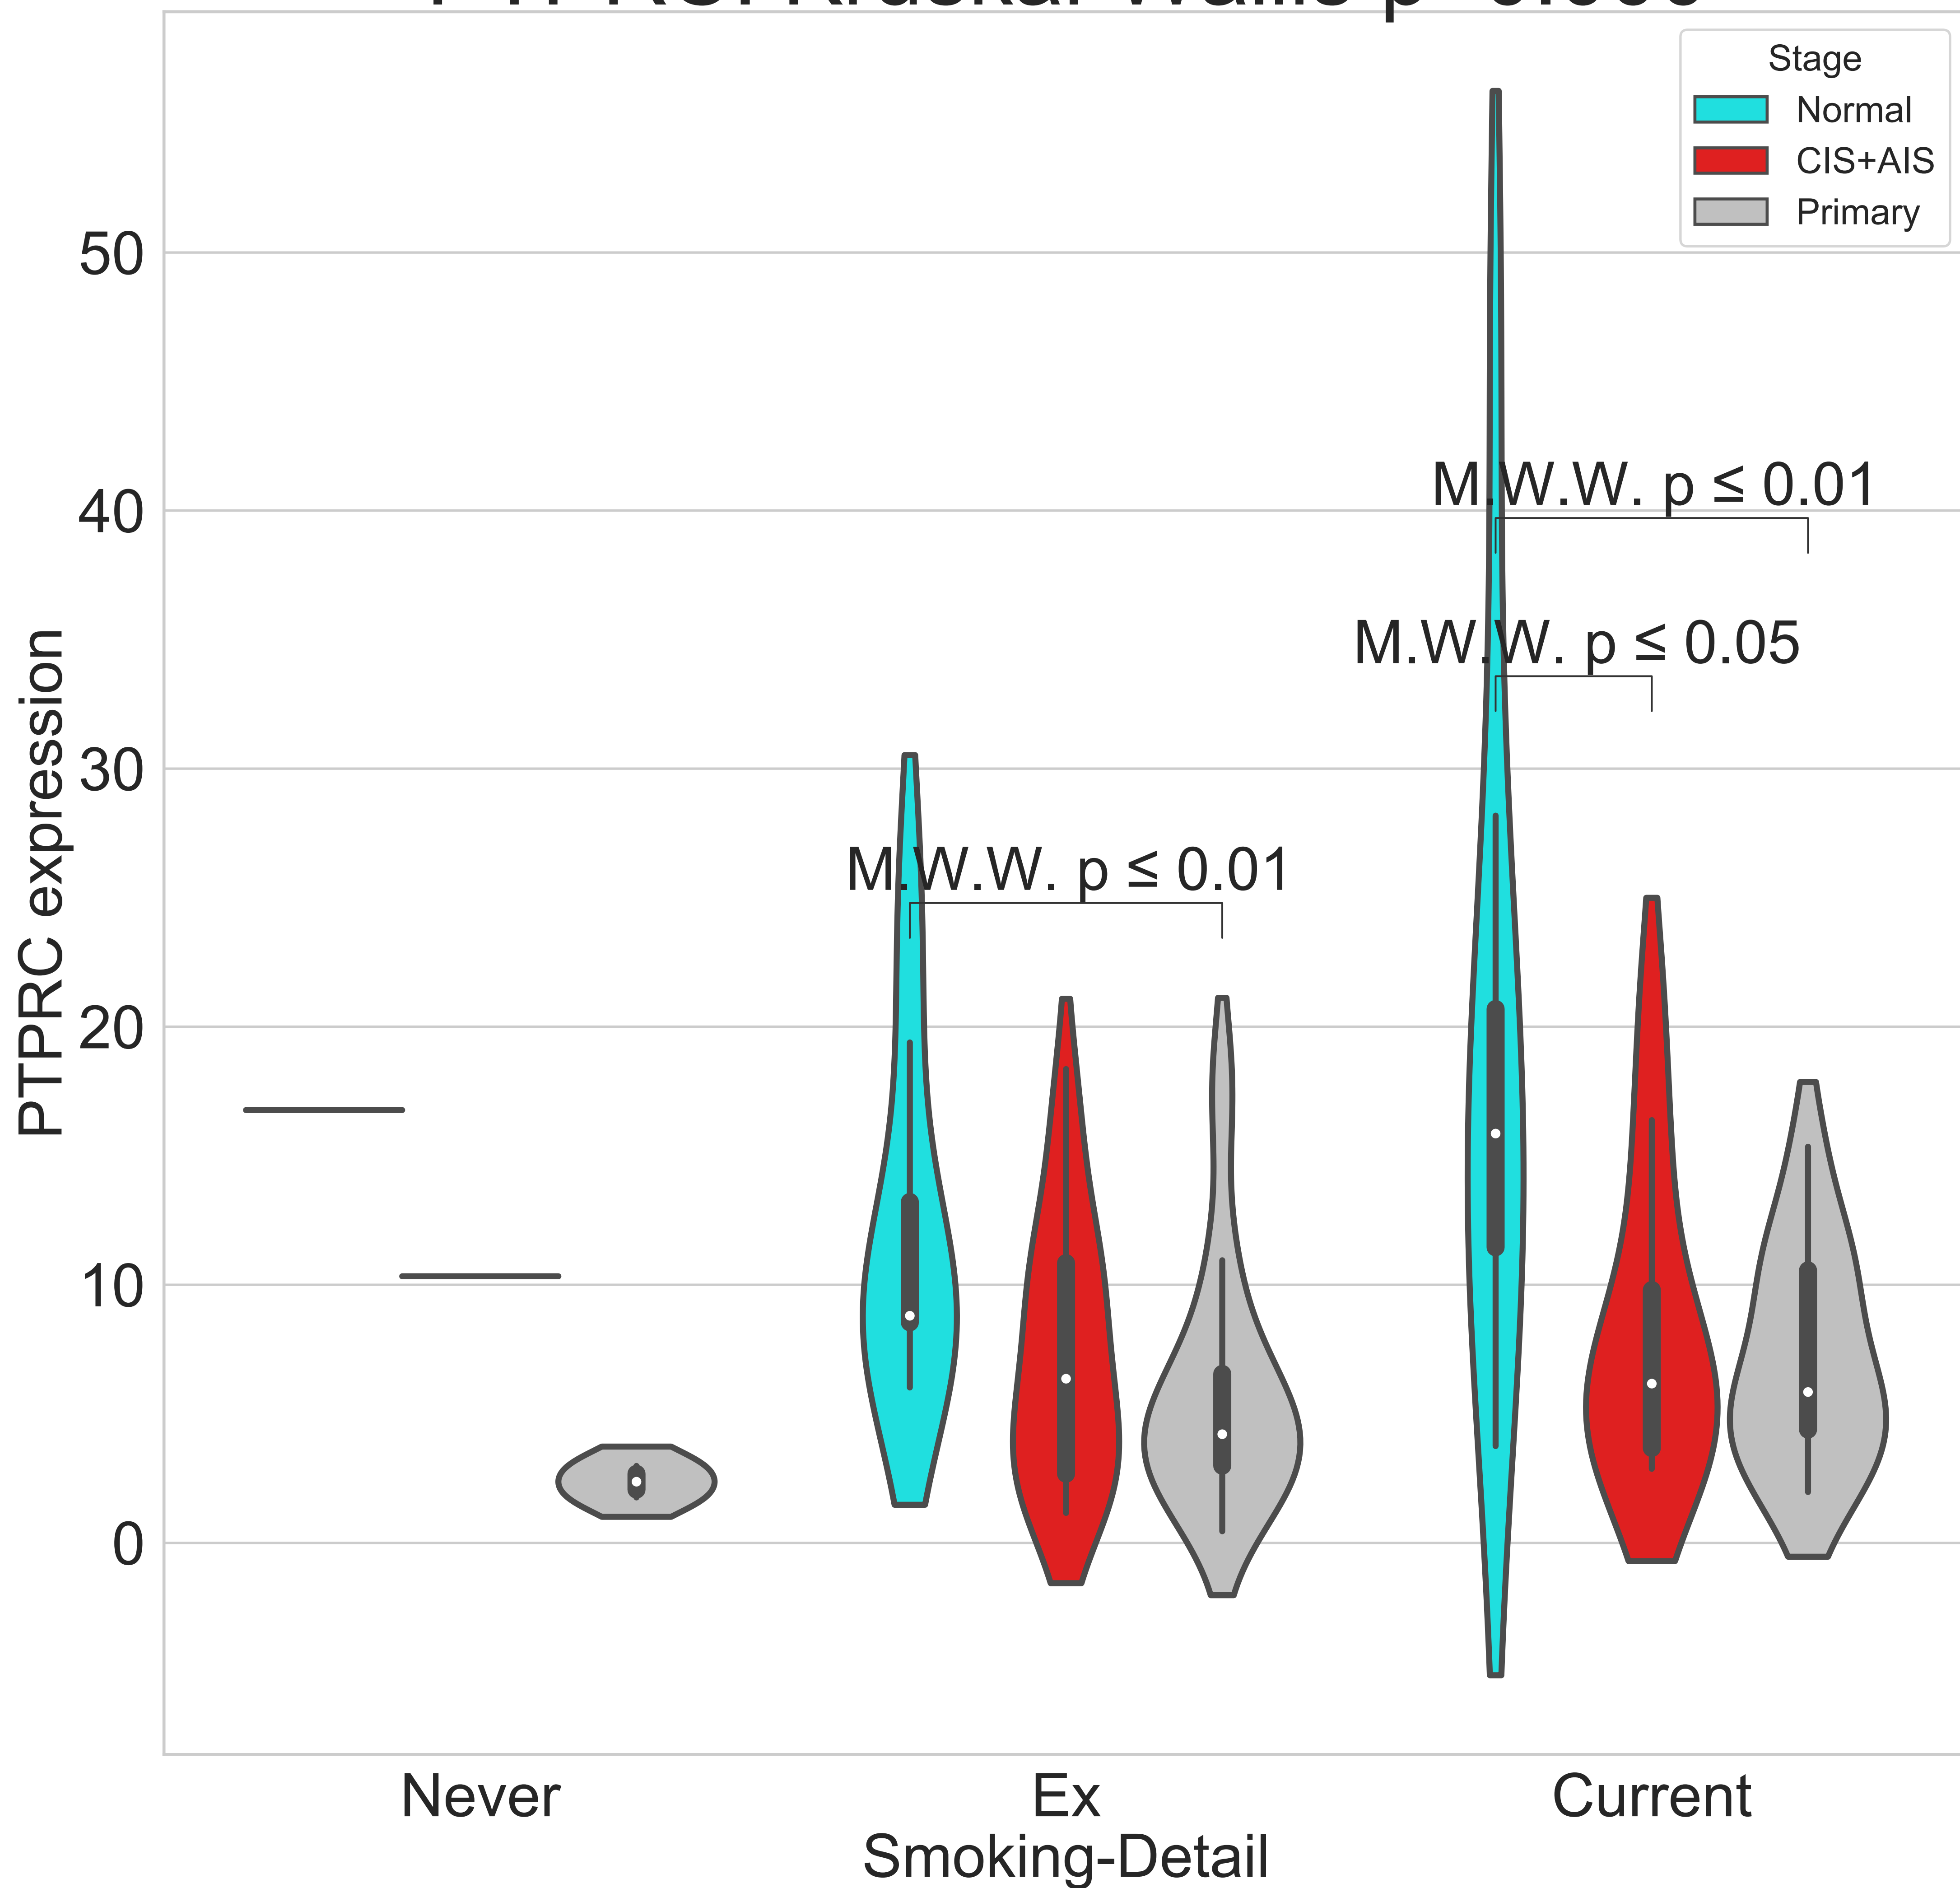 Stage
Normal
CIS+AIS
Primary
50
40
30
20
10
0
PTPRC expression
M.W.W. p ≤ 0.01
M.W.W. p ≤ 0.05
M.W.W. p ≤ 0.01
Never
Ex
Current
Smoking-Detail